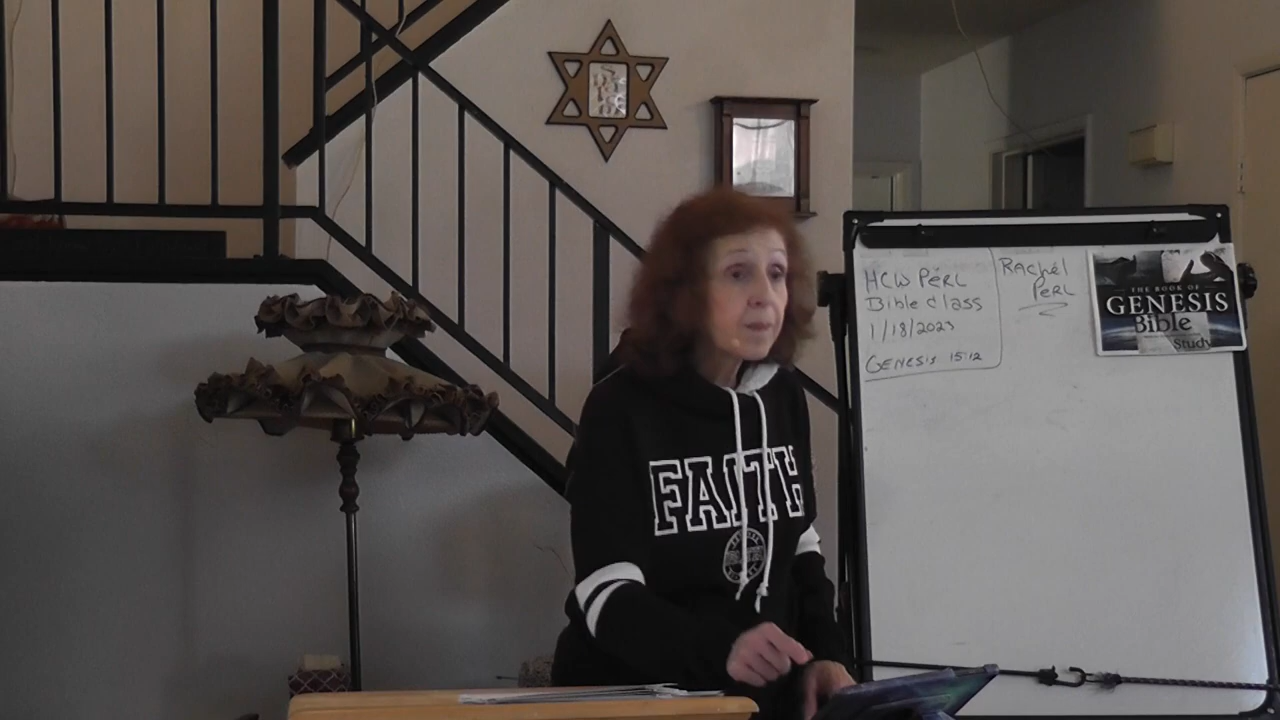 HCW Perl
Bible Class
1/18/2023
Genesis 15:12
Rachel
Perl
THE BOOK OF
GENESIS
Bible
Study
FAITH